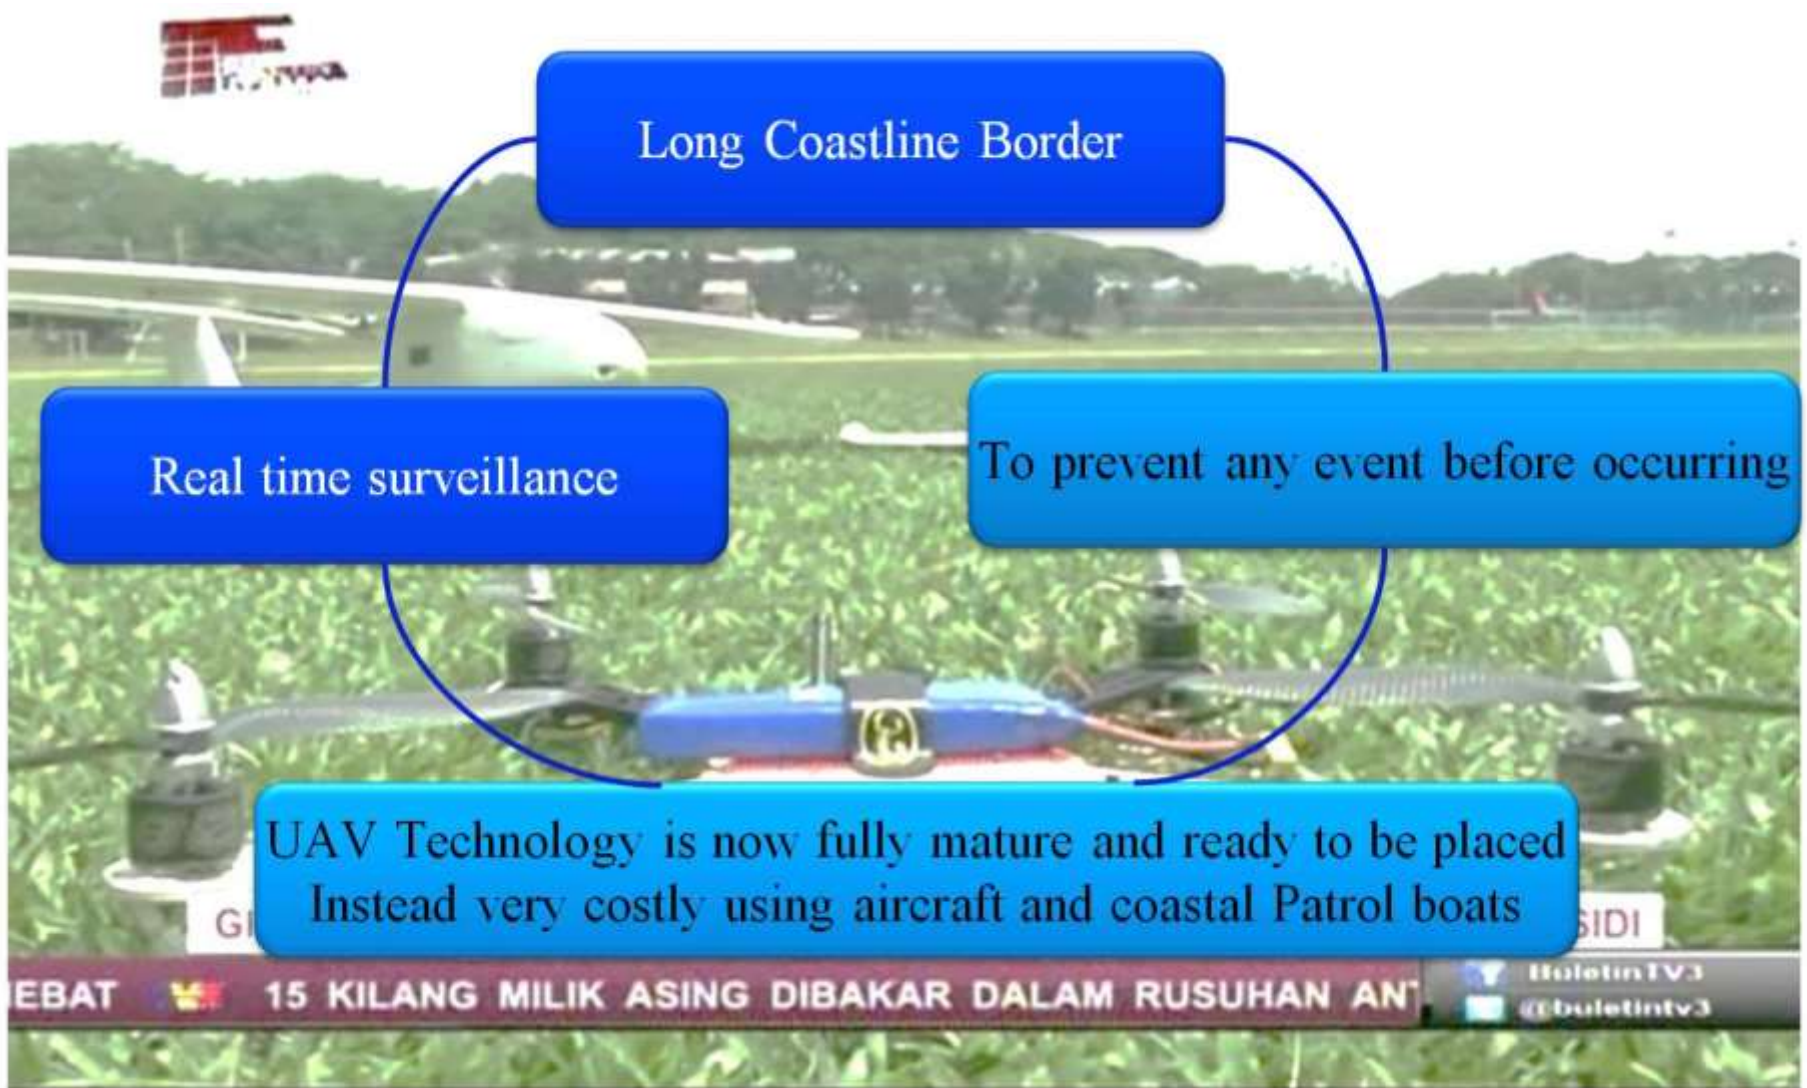 Long Coastline Border
Real time surveillance
To prevent any event before occurring
UAV Technology is now fully mature and ready to be placed
Instead very costly using aircraft and coastal Patrol boats
15 KILANG MILIK ASING DIBAKAR DALAM RUSUHAN
BuletinTV3
@buletintv3